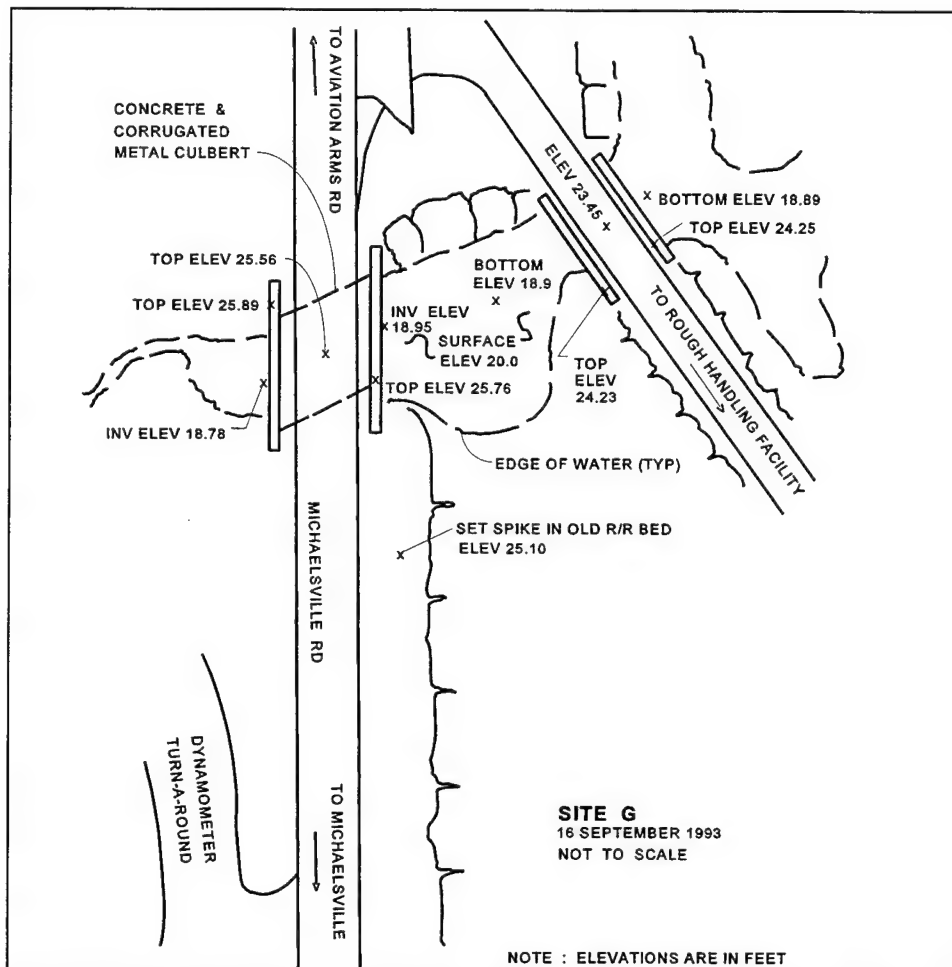 TO AVIATION ARMS RD
CONCRETE &
CORRUGATED
METAL CULBERT
ELEV 23.45
BOTTOM ELEV 18.89
TOP ELEV 24.25
TOP ELEV 25.56
BOTTOM
ELEV 18.9
TOP ELEV 25.89
INV ELEV
18.95
SURFACE
ELEV 20.0
TO ROUGH HANDLING FACILITY
TOP
ELEV
24.23
TOP ELEV 25.76
INV ELEV 18.78
EDGE OF WATER (TYP)
MICHAELSVILLE RD
SET SPIKE IN OLD R/R BED
ELEV 25.10
DYNAMOMETER
TURN-A-ROUND
TO MICHAELSVILLE
SITE G
16 SEPTEMBER 1993
NOT TO SCALE
NOTE : ELEVATIONS ARE IN FEET